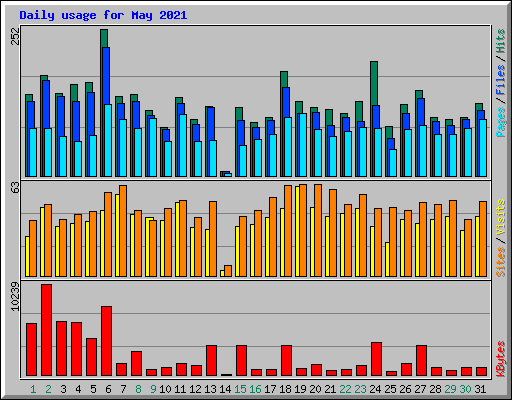 Daily usage for May 2021
252
Pages / Files / Hits
63
Sites / Visits
10239
KBytes
1 2 3 4 5 6 7 8 9 10 11 12 13 14 15 16 17 18 19 20 21 22 23 24 25 26 27 28 29 30 31